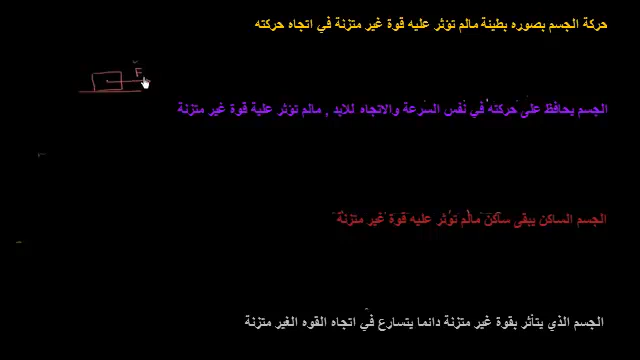 حركة الجسم بصوره بطيئة مالم تؤثر عليه قوة غير متزنة في اتجاه حركته
F
الجسم يحافظ على حركته في نفس السرعة والاتجاه للابد , مالم تؤثر علية قوة غير متزنة
الجسم الساكن يبقى ساكن مالم تؤثر عليه قوة غير متزنة
الجسم الذي يتأثر بقوة غير متزنة دائما يتسارع في اتجاه القوه الغير متزنة